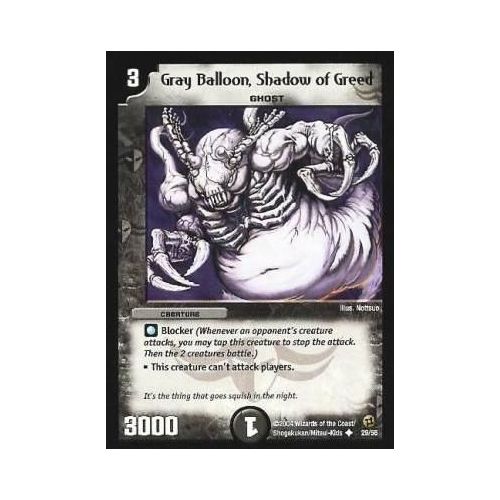 3
Gray Balloon, Shadow of Greed
GHOST
Illus. Nottsuo
CREATURE
Blocker (Whenever an opponent's creature
attacks, you may tap this creature to stop the attack.
Then the 2 creatures battle.)
▪ This creature can't attack players.
It's the thing that goes squish in the night.
3000
1
©2004 Wizards of the Coast/
Shogakukan/Mitsui-Kids ◆ 29/55